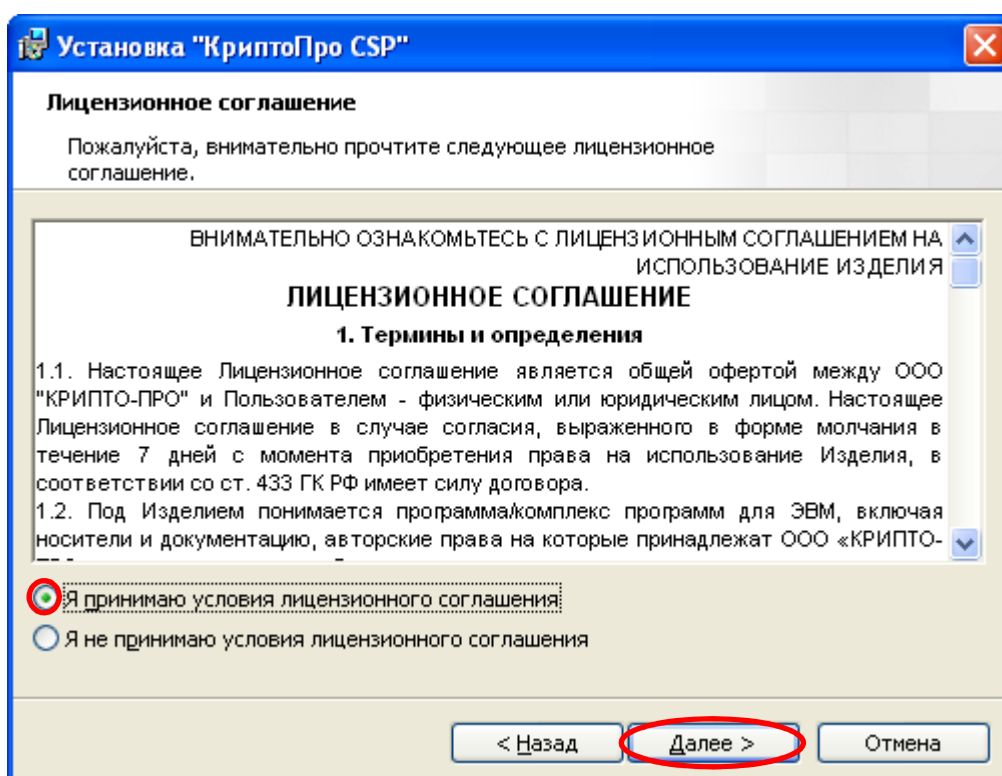 Установка "КриптоПро CSP"
Лицензионное соглашение
Пожалуйста, внимательно прочтите следующее лицензионное
соглашение.
ВНИМАТЕЛЬНО ОЗНАКОМЬТЕСЬ С ЛИЦЕНЗИОННЫМ СОГЛАШЕНИЕМ НА
ИСПОЛЬЗОВАНИЕ ИЗДЕЛИЯ
ЛИЦЕНЗИОННОЕ СОГЛАШЕНИЕ
1. Термины и определения
1.1. Настоящее Лицензионное соглашение является общей офертой между ООО
"КРИПТО-ПРО" и Пользователем - физическим или юридическим лицом. Настоящее
Лицензионное соглашение в случае согласия, выраженного в форме молчания в
течение 7 дней с момента приобретения права на использование Изделия, в
соответствии со ст. 433 ГК РФ имеет силу договора.
1.2. Под Изделием понимается программа/комплекс программ для ЭВМ, включая
носители и документацию, авторские права на которые принадлежат ООО «КРИПТО-
Я принимаю условия лицензионного соглашения
Я не принимаю условия лицензионного соглашения
< Назад
Далее >
Отмена